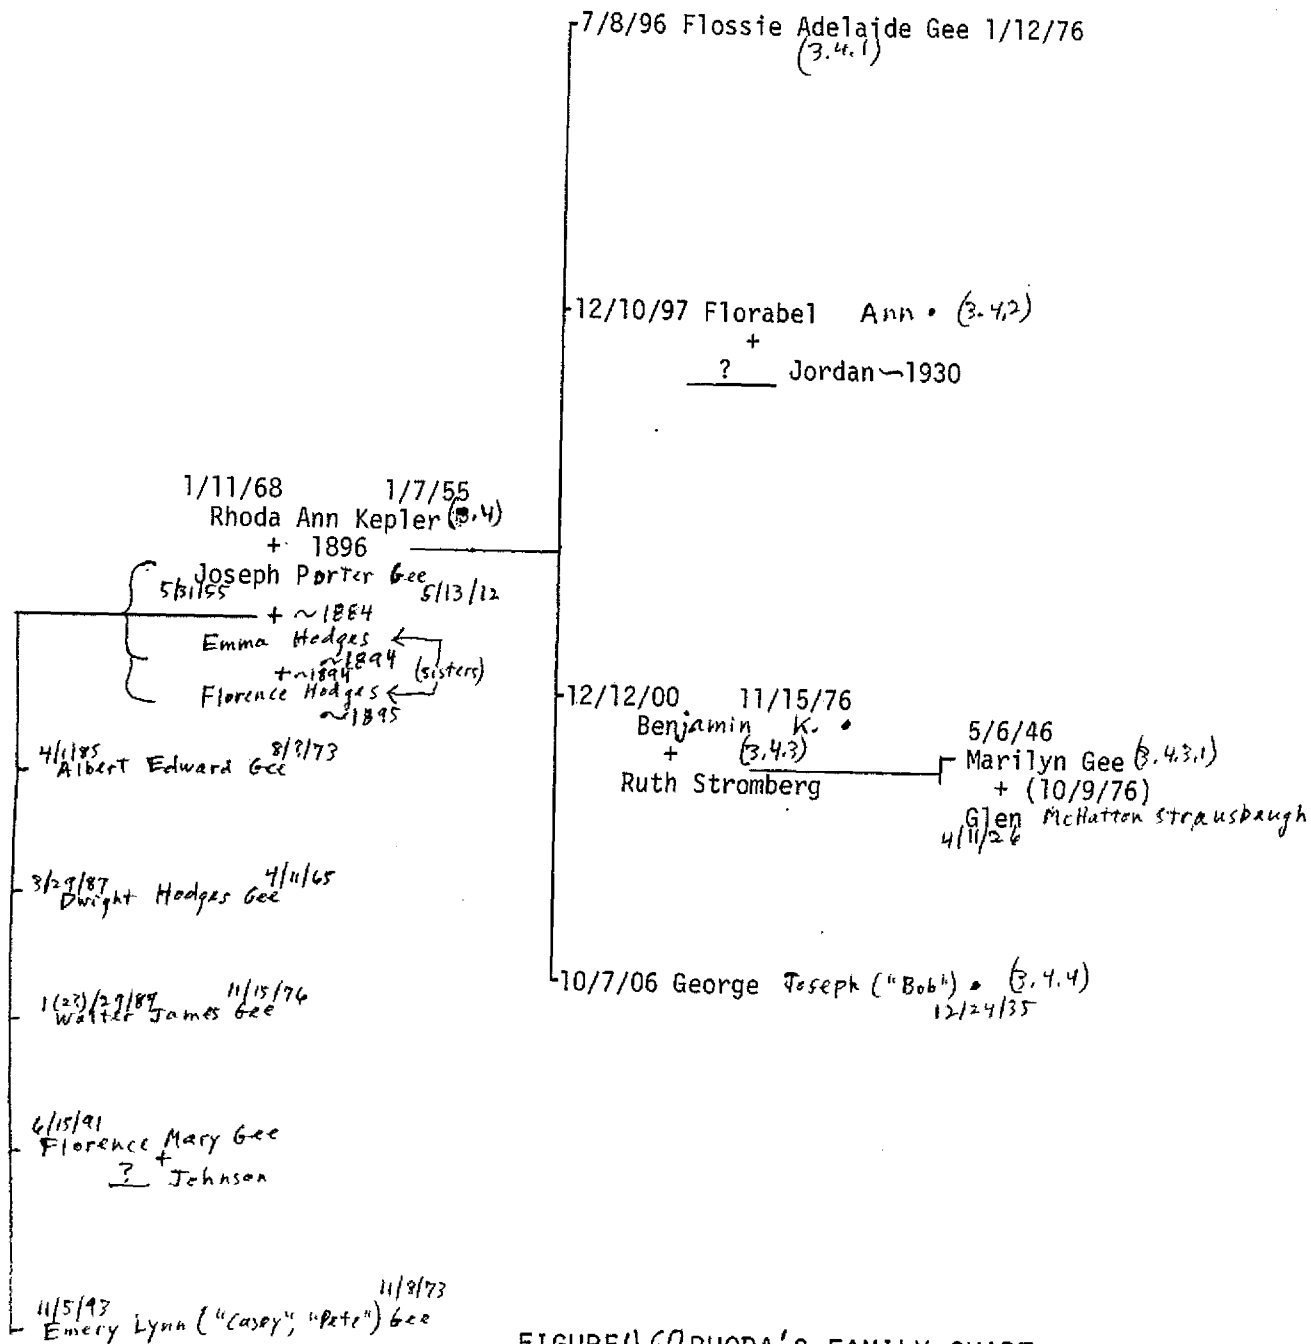 7/8/96 Flossie Adelaide Gee 1/12/76
(3.4.1)
12/10/97 Florabel Ann • (3.4.2)
+
? Jordan ~1930
1/11/68 1/7/55
Rhoda Ann Kepler (3.4)
+ 1896
Joseph Porter Gee
5/31/55 5/13/12
+ ~1884
Emma Hodges
~1894
+~1894 (sisters)
Florence Hodges
~1895
12/12/00 11/15/76
Benjamin K. •
+ (3.4.3)
Ruth Stromberg
5/6/46
Marilyn Gee (3.4.3.1)
+ (10/9/76)
Glen McHatton Strausbaugh
4/11/26
10/7/06 George Joseph ("Bob") • (3.4.4)
12/24/35
4/1/85 8/3/73
Albert Edward Gee
3/29/87 4/11/65
Dwight Hodges Gee
1(2?)/29/89 11/15/76
Walter James Gee
6/15/91
Florence Mary Gee
+
? Johnson
11/5/93 11/8/73
Emery Lynn ("Casey", "Pete") Gee
RHODA'S FAMILY CHART